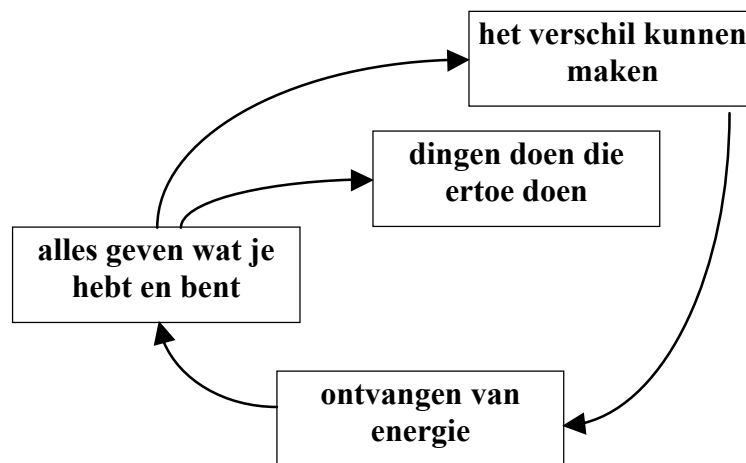 het verschil kunnen
maken
dingen doen die
ertoe doen
alles geven wat je
hebt en bent
ontvangen van
energie